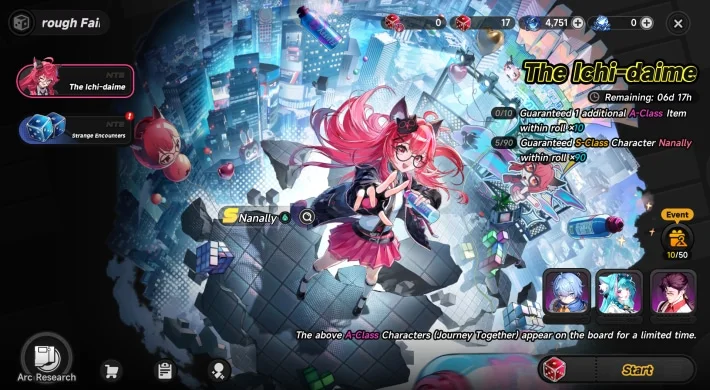 rough Fai
0
17
4,751
0
NTE
The Ichi-daime
NTE
Strange Encounters
The Ichi-daime
Remaining: 06d 17h
0/10 Guaranteed 1 additional A-Class Item
within roll ×10
5/90 Guaranteed S-Class Character Nanally
within roll ×90
S Nanally
Event
10/50
The above A-Class Characters (Journey Together) appear on the board for a limited time.
Arc Research
Start